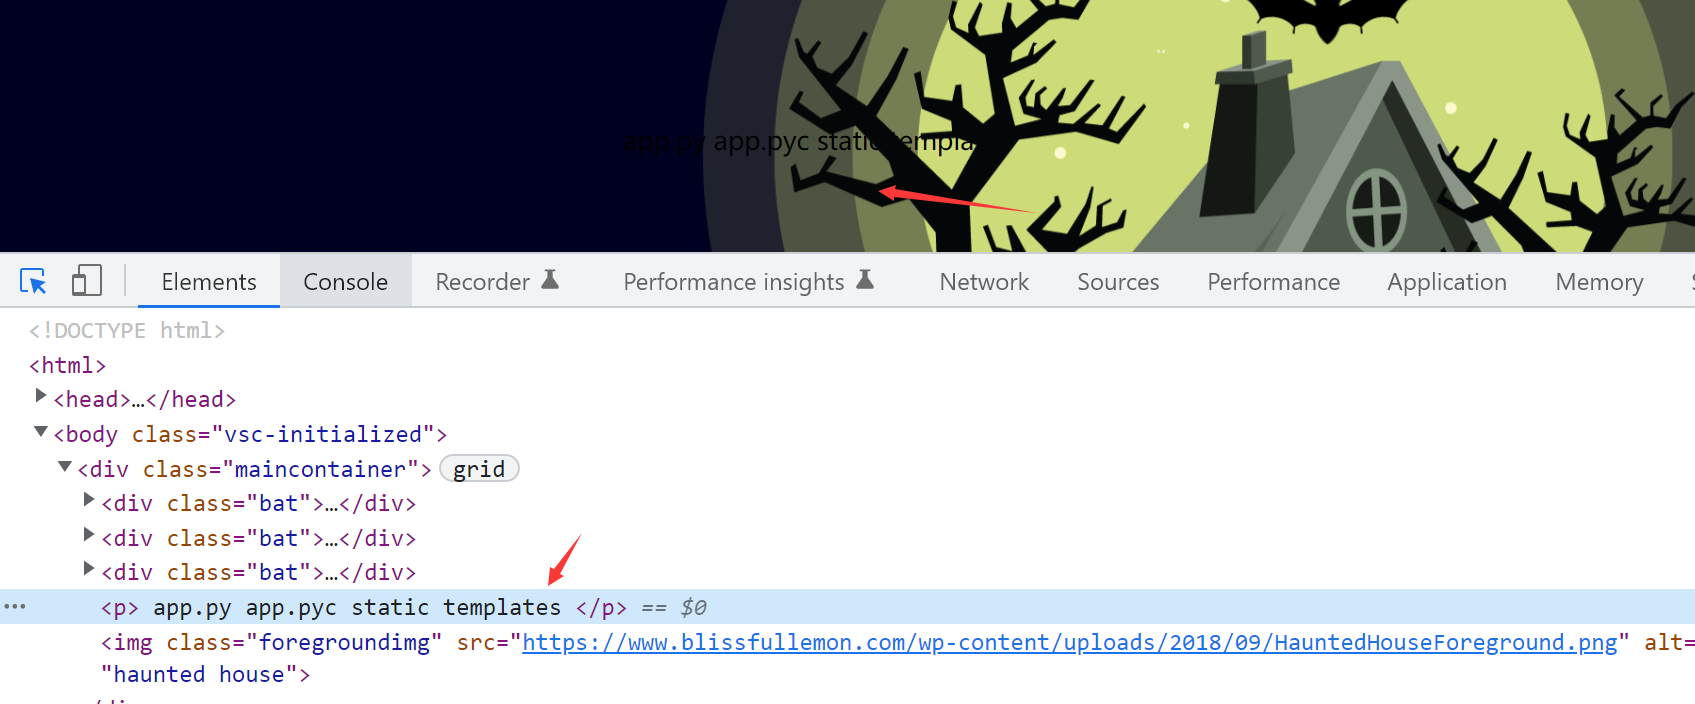 app.py app.pyc static templa
Elements Console Recorder Performance insights Network Sources Performance Application Memory
<!DOCTYPE html>
<html>
<head>…</head>
<body class="vsc-initialized">
<div class="maincontainer"> grid
<div class="bat">…</div>
<div class="bat">…</div>
<div class="bat">…</div>
<p> app.py app.pyc static templates </p> == $0
<img class="foregroundimg" src="https://www.blissfullemon.com/wp-content/uploads/2018/09/HauntedHouseForeground.png" alt=
"haunted house">